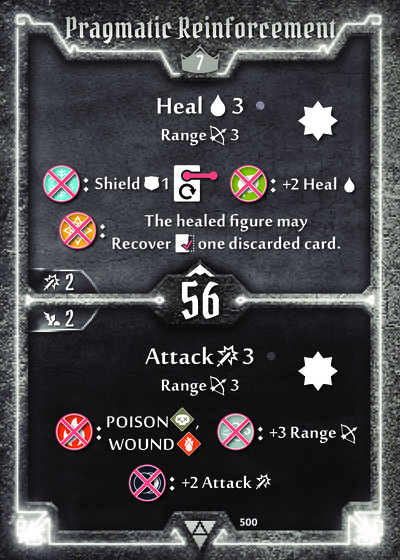 Pragmatic Reinforcement
7
Heal 3
Range 3
: Shield 1 : +2 Heal
: The healed figure may
Recover one discarded card.
2
56
2
Attack 3
Range 3
: POISON , : +3 Range
WOUND
: +2 Attack
500